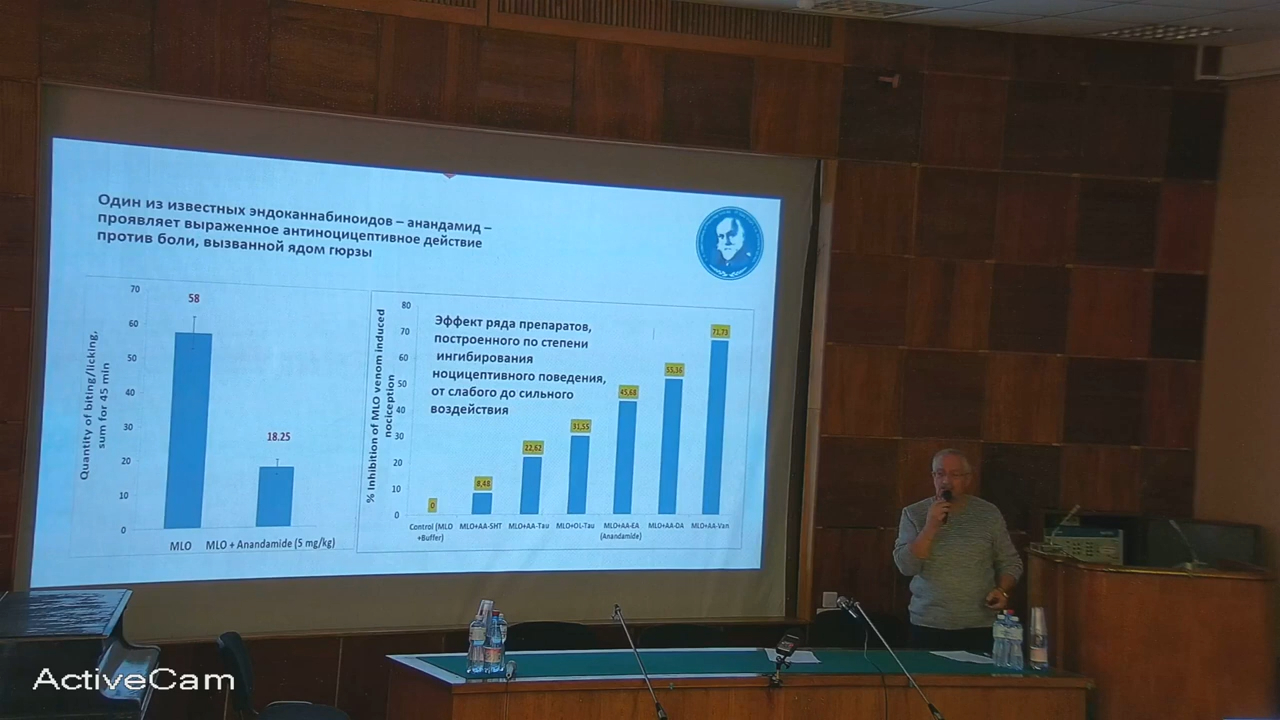 Один из известных эндоканнабиноидов – анандамид –
проявляет выраженное антиноцицептивное действие
против боли, вызванной ядом гюрзы
Quantity of biting/licking,
sum for 45 min
70
60
50
40
30
20
10
0
58
18.25
MLO
MLO + Anandamide (5 mg/kg)
% Inhibition of MLO venom induced
nociception
80
70
60
50
40
30
20
10
0
Эффект ряда препаратов,
построенного по степени
ингибирования
ноцицептивного поведения,
от слабого до сильного
воздействия
0
8,48
22,62
31,55
45,68
55,36
71,73
Control (MLO
+Buffer)
MLO+AA-5HT
MLO+AA-Tau
MLO+OL-Tau
MLO+AA-EA
(Anandamide)
MLO+AA-DA
MLO+AA-Van
ActiveCam